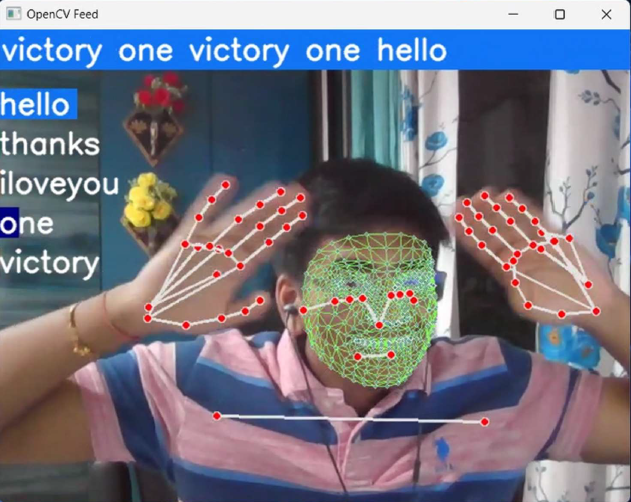 OpenCV Feed
victory one victory one hello
hello
thanks
iloveyou
one
victory